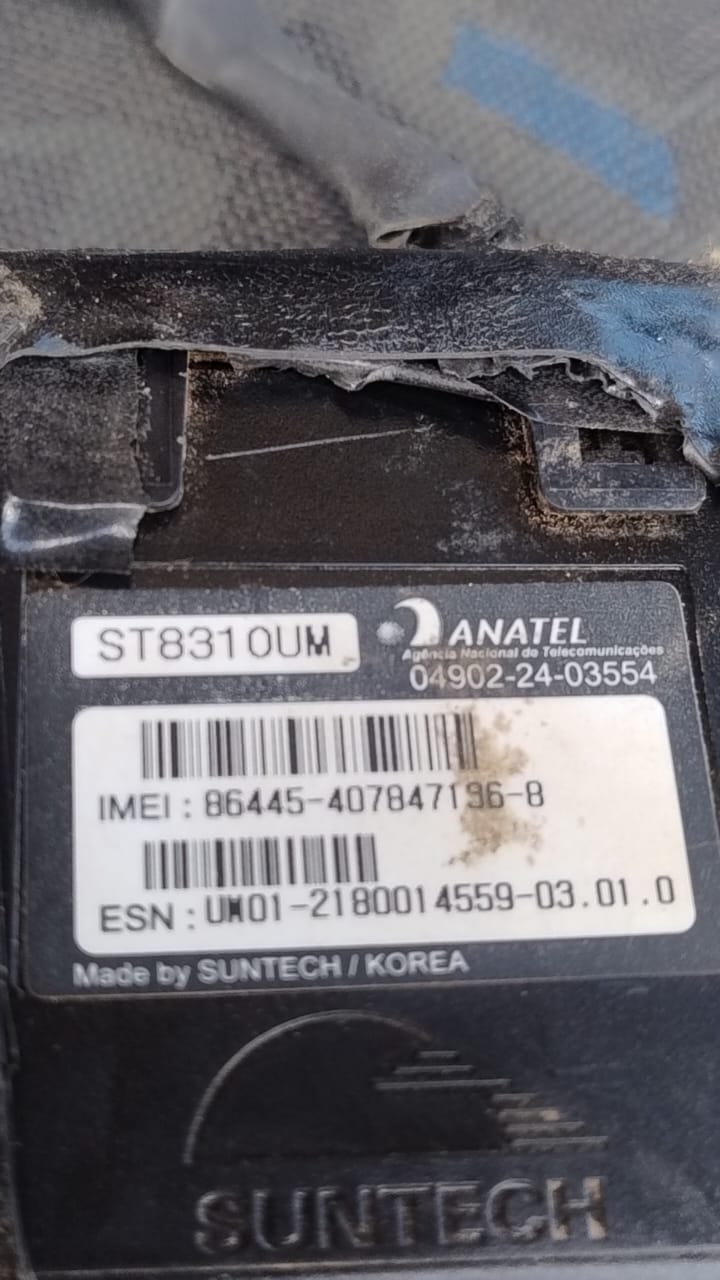 ST8310UM
ANATEL
Agência Nacional de Telecomunicações
04902-24-03554
IMEI : 86445-407847196-8
ESN : UM01-2180014559-03.01.0
Made by SUNTECH / KOREA
SUNTECH